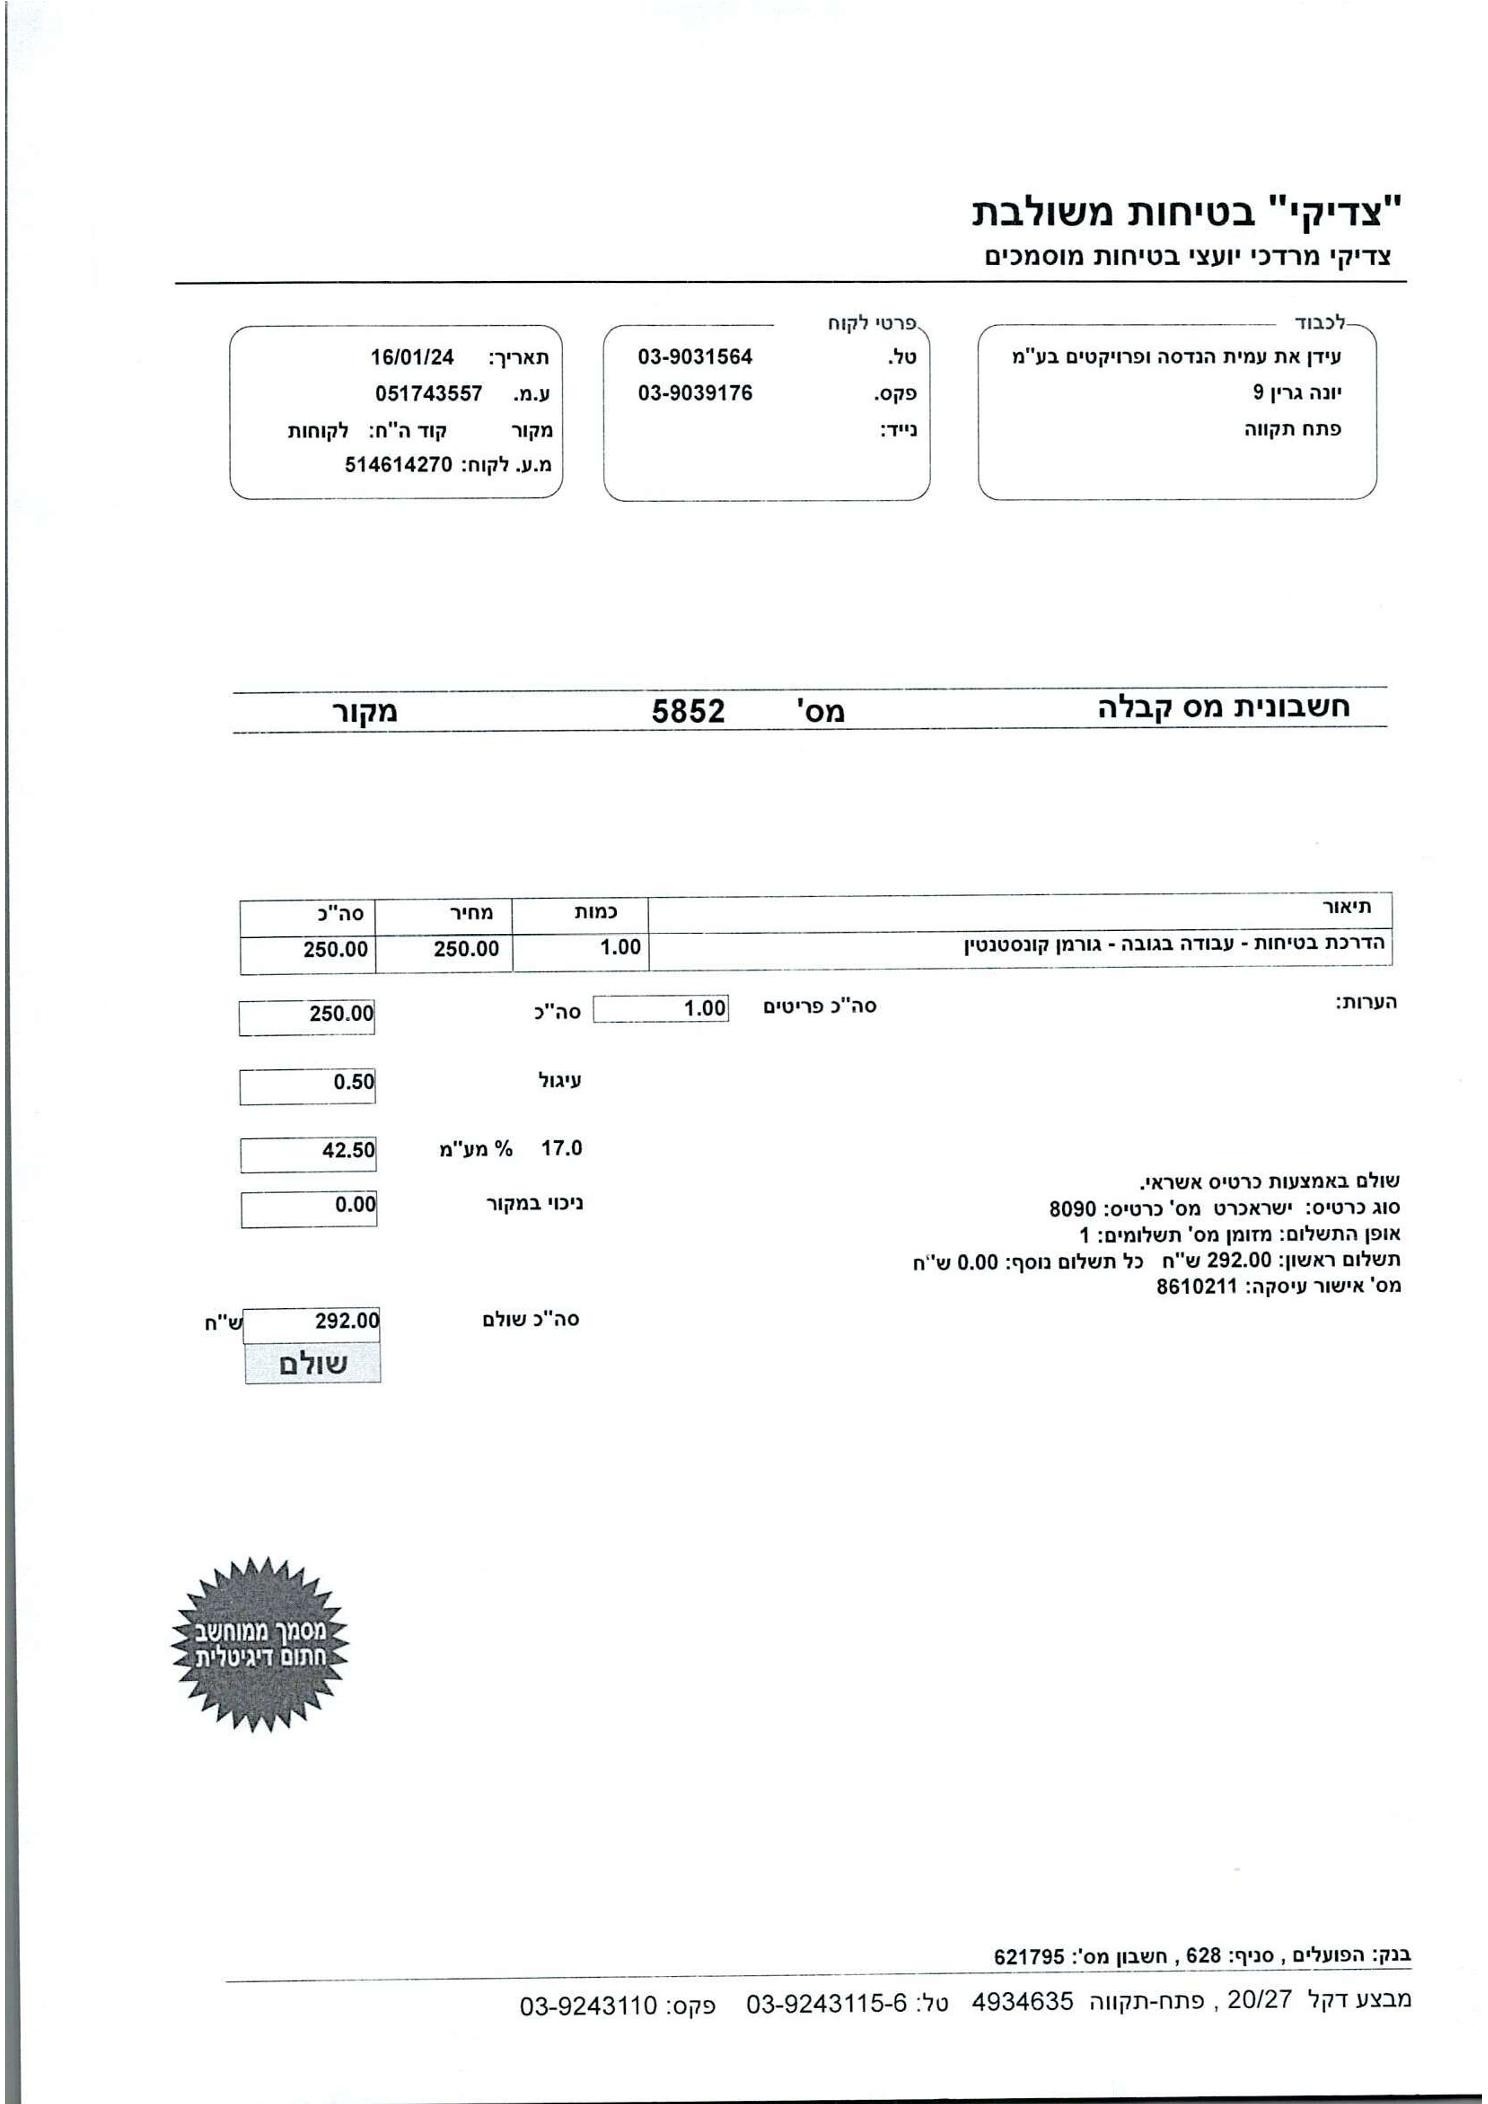 "צדיקי" בטיחות משולבת
צדיקי מרדכי יועצי בטיחות מוסמכים
לכבוד
עידן את עמית הנדסה ופרויקטים בע"מ
יונה גרין 9
פתח תקווה
פרטי לקוח
טל. 03-9031564
פקס. 03-9039176
נייד:
תאריך: 16/01/24
ע.מ. 051743557
מקור קוד ה"ח: לקוחות
מ.ע. לקוח: 514614270
חשבונית מס קבלה מס' 5852 מקור
תיאור כמות מחיר סה"כ
הדרכת בטיחות - עבודה בגובה - גורמן קונסטנטין 1.00 250.00 250.00
הערות: סה"כ פריטים 1.00 סה"כ 250.00
עיגול 0.50
17.0 % מע"מ 42.50
ניכוי במקור 0.00
שולם באמצעות כרטיס אשראי.
סוג כרטיס: ישראכרט מס' כרטיס: 8090
אופן התשלום: מזומן מס' תשלומים: 1
תשלום ראשון: 292.00 ש"ח כל תשלום נוסף: 0.00 ש"ח
מס' אישור עיסקה: 8610211
סה"כ שולם 292.00 ש"ח
שולם
מסמך ממוחשב
חתום דיגיטלית
בנק: הפועלים , סניף: 628 , חשבון מס': 621795
מבצע דקל 20/27 , פתח-תקווה 4934635 טל: 03-9243115-6 פקס: 03-9243110